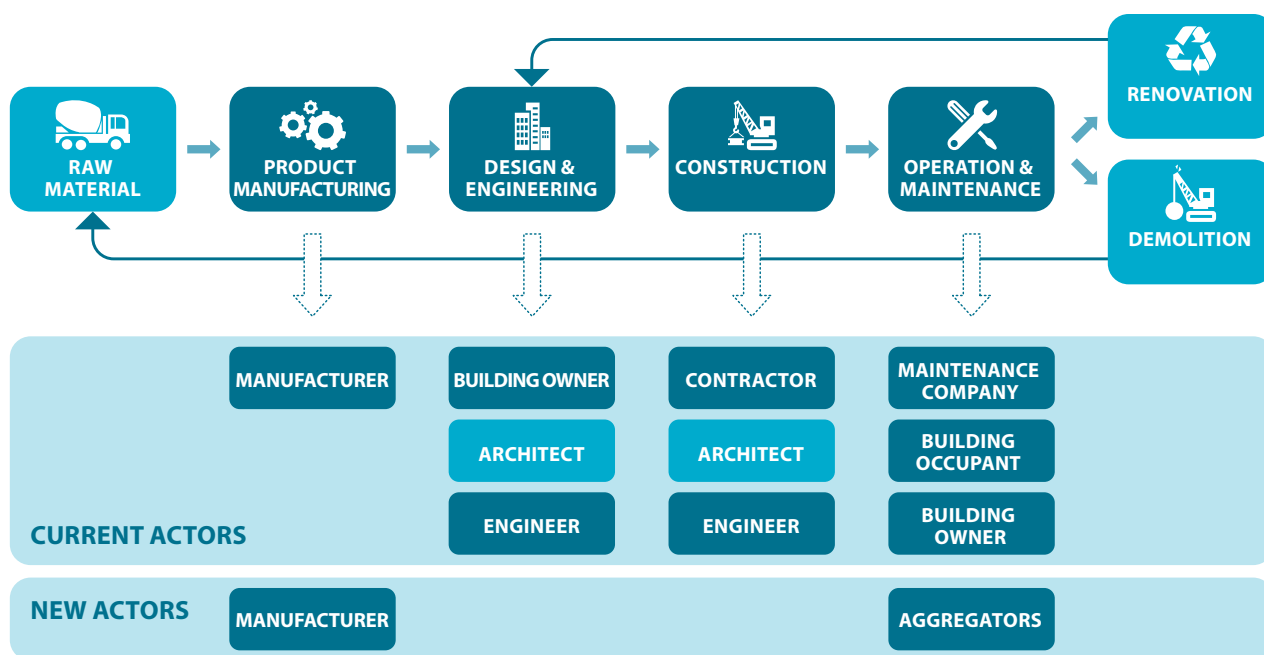 RENOVATION
RAW
MATERIAL
PRODUCT
MANUFACTURING
DESIGN &
ENGINEERING
CONSTRUCTION
OPERATION &
MAINTENANCE
DEMOLITION
MANUFACTURER
BUILDING OWNER
CONTRACTOR
MAINTENANCE
COMPANY
ARCHITECT
ARCHITECT
BUILDING
OCCUPANT
CURRENT ACTORS
ENGINEER
ENGINEER
BUILDING
OWNER
NEW ACTORS
MANUFACTURER
AGGREGATORS